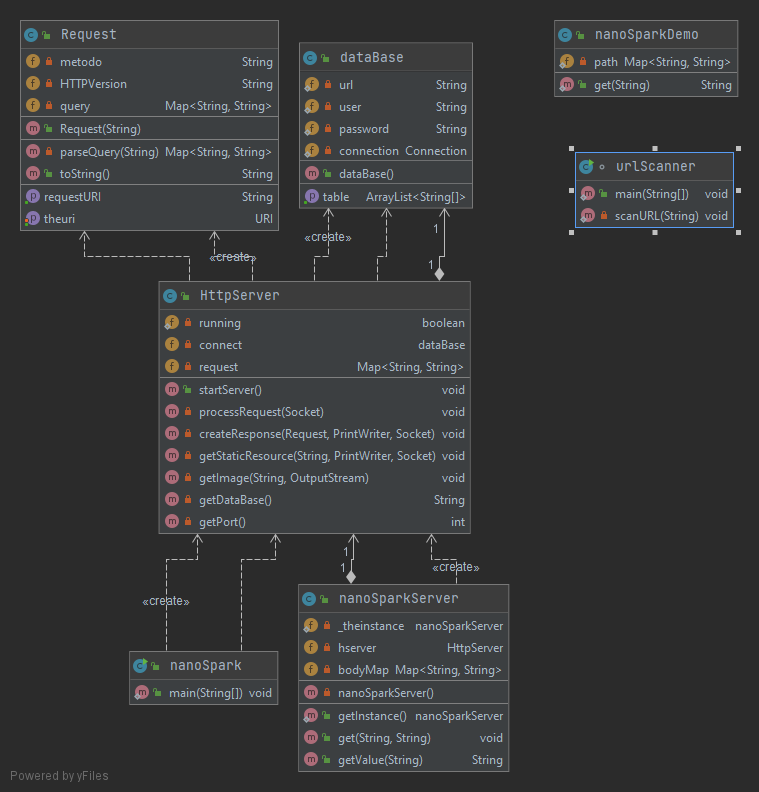 Request
metodo String
HTTPVersion String
query Map<String, String>
Request(String)
parseQuery(String) Map<String, String>
toString() String
requestURI String
theuri URI
dataBase
url String
user String
password String
connection Connection
dataBase()
table ArrayList<String[]>
nanoSparkDemo
path Map<String, String>
get(String) String
urlScanner
main(String[]) void
scanURL(String) void
«create»
«create»
1
1
HttpServer
running boolean
connect dataBase
request Map<String, String>
startServer() void
processRequest(Socket) void
createResponse(Request, PrintWriter, Socket) void
getStaticResource(String, PrintWriter, Socket) void
getImage(String, OutputStream) void
getDataBase() String
getPort() int
1
1
«create»
«create»
nanoSpark
main(String[]) void
nanoSparkServer
_theinstance nanoSparkServer
hserver HttpServer
bodyMap Map<String, String>
nanoSparkServer()
getInstance() nanoSparkServer
get(String, String) void
getValue(String) String
Powered by yFiles